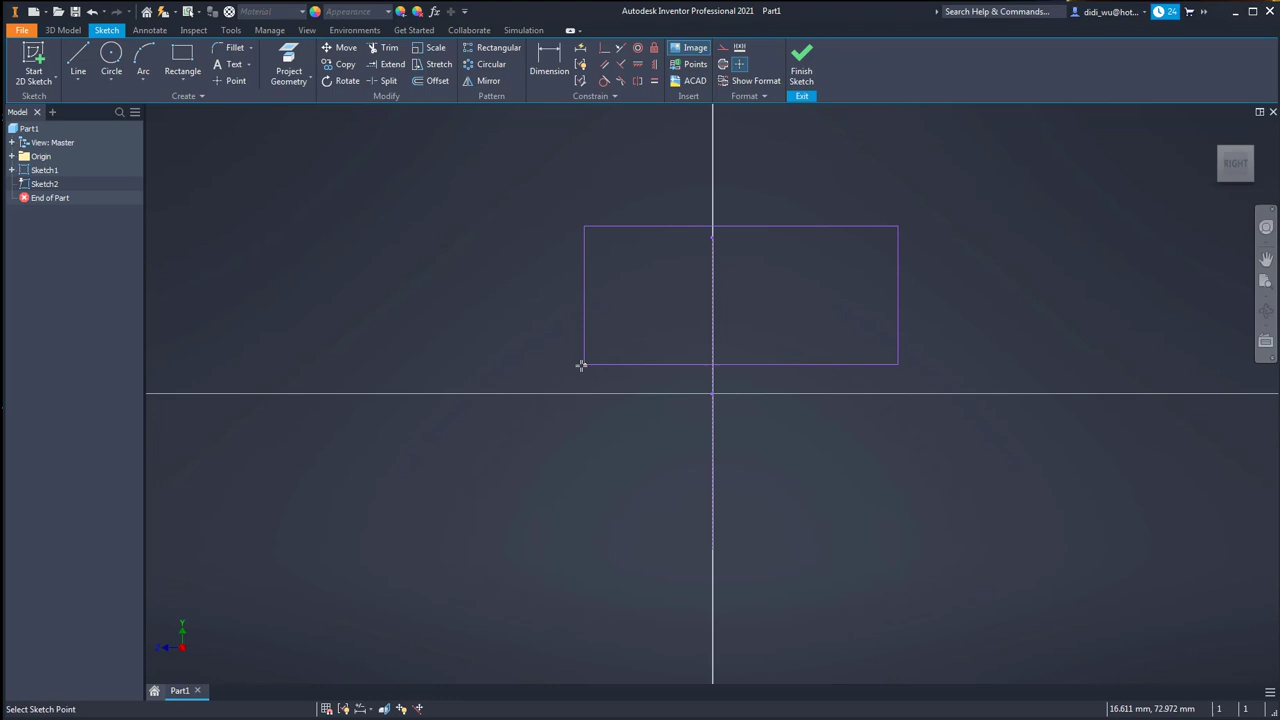 PRO
Material
Appearance
Autodesk Inventor Professional 2021 Part1
Search Help & Commands...
didi_wu@hot...
24
File
3D Model
Sketch
Annotate
Inspect
Tools
Manage
View
Environments
Get Started
Collaborate
Simulation
Start
2D Sketch
Line
Circle
Arc
Rectangle
Fillet
Text
Point
Project
Geometry
Move
Copy
Rotate
Trim
Extend
Split
Scale
Stretch
Offset
Rectangular
Circular
Mirror
Dimension
Image
Points
ACAD
Show Format
Finish
Sketch
Sketch
Create
Modify
Pattern
Constrain
Insert
Format
Exit
Model
Part1
View: Master
Origin
Sketch1
Sketch2
End of Part
RIGHT
Y
Z
Part1
Select Sketch Point
16.611 mm, 72.972 mm
1
1